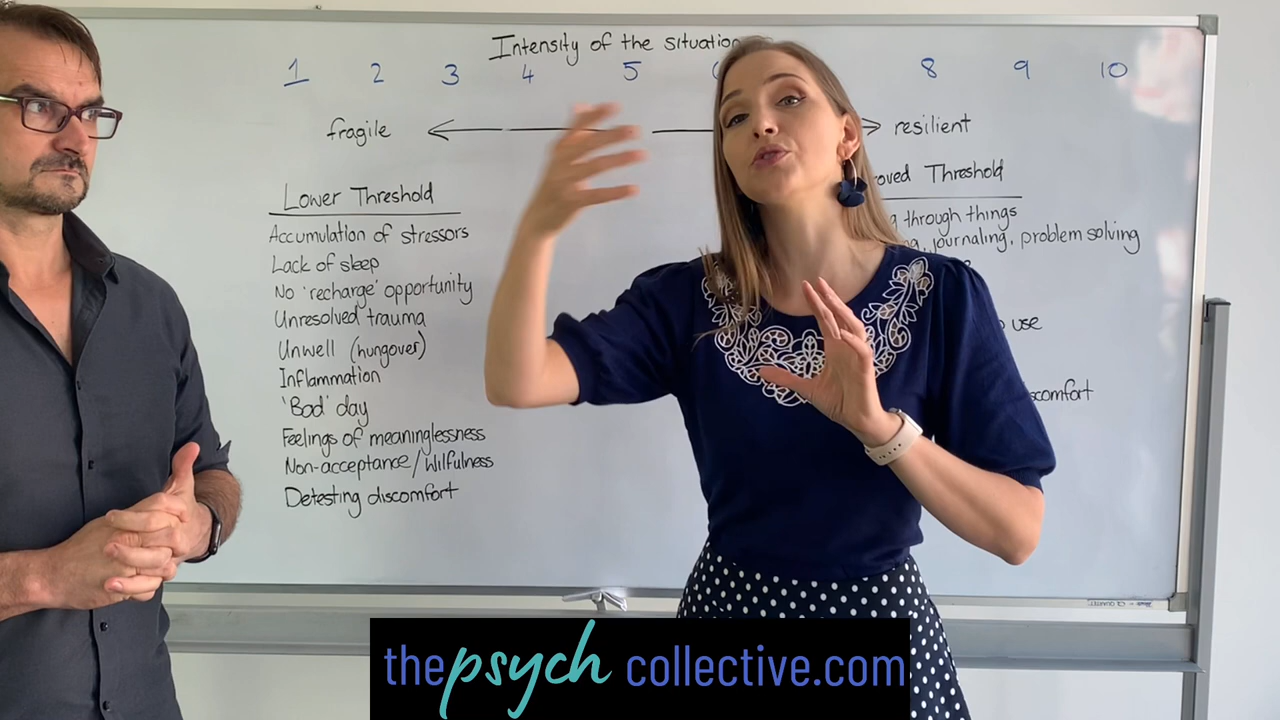 Intensity of the situation
1 2 3 4 5 8 9 10
fragile resilient
Lower Threshold
Accumulation of stressors
Lack of sleep
No 'recharge' opportunity
Unresolved trauma
Unwell (hungover)
Inflammation
'Bad' day
Feelings of meaninglessness
Non-acceptance/Wilfulness
Detesting discomfort
Threshold
through things
journaling, problem solving
use
thepsych collective.com